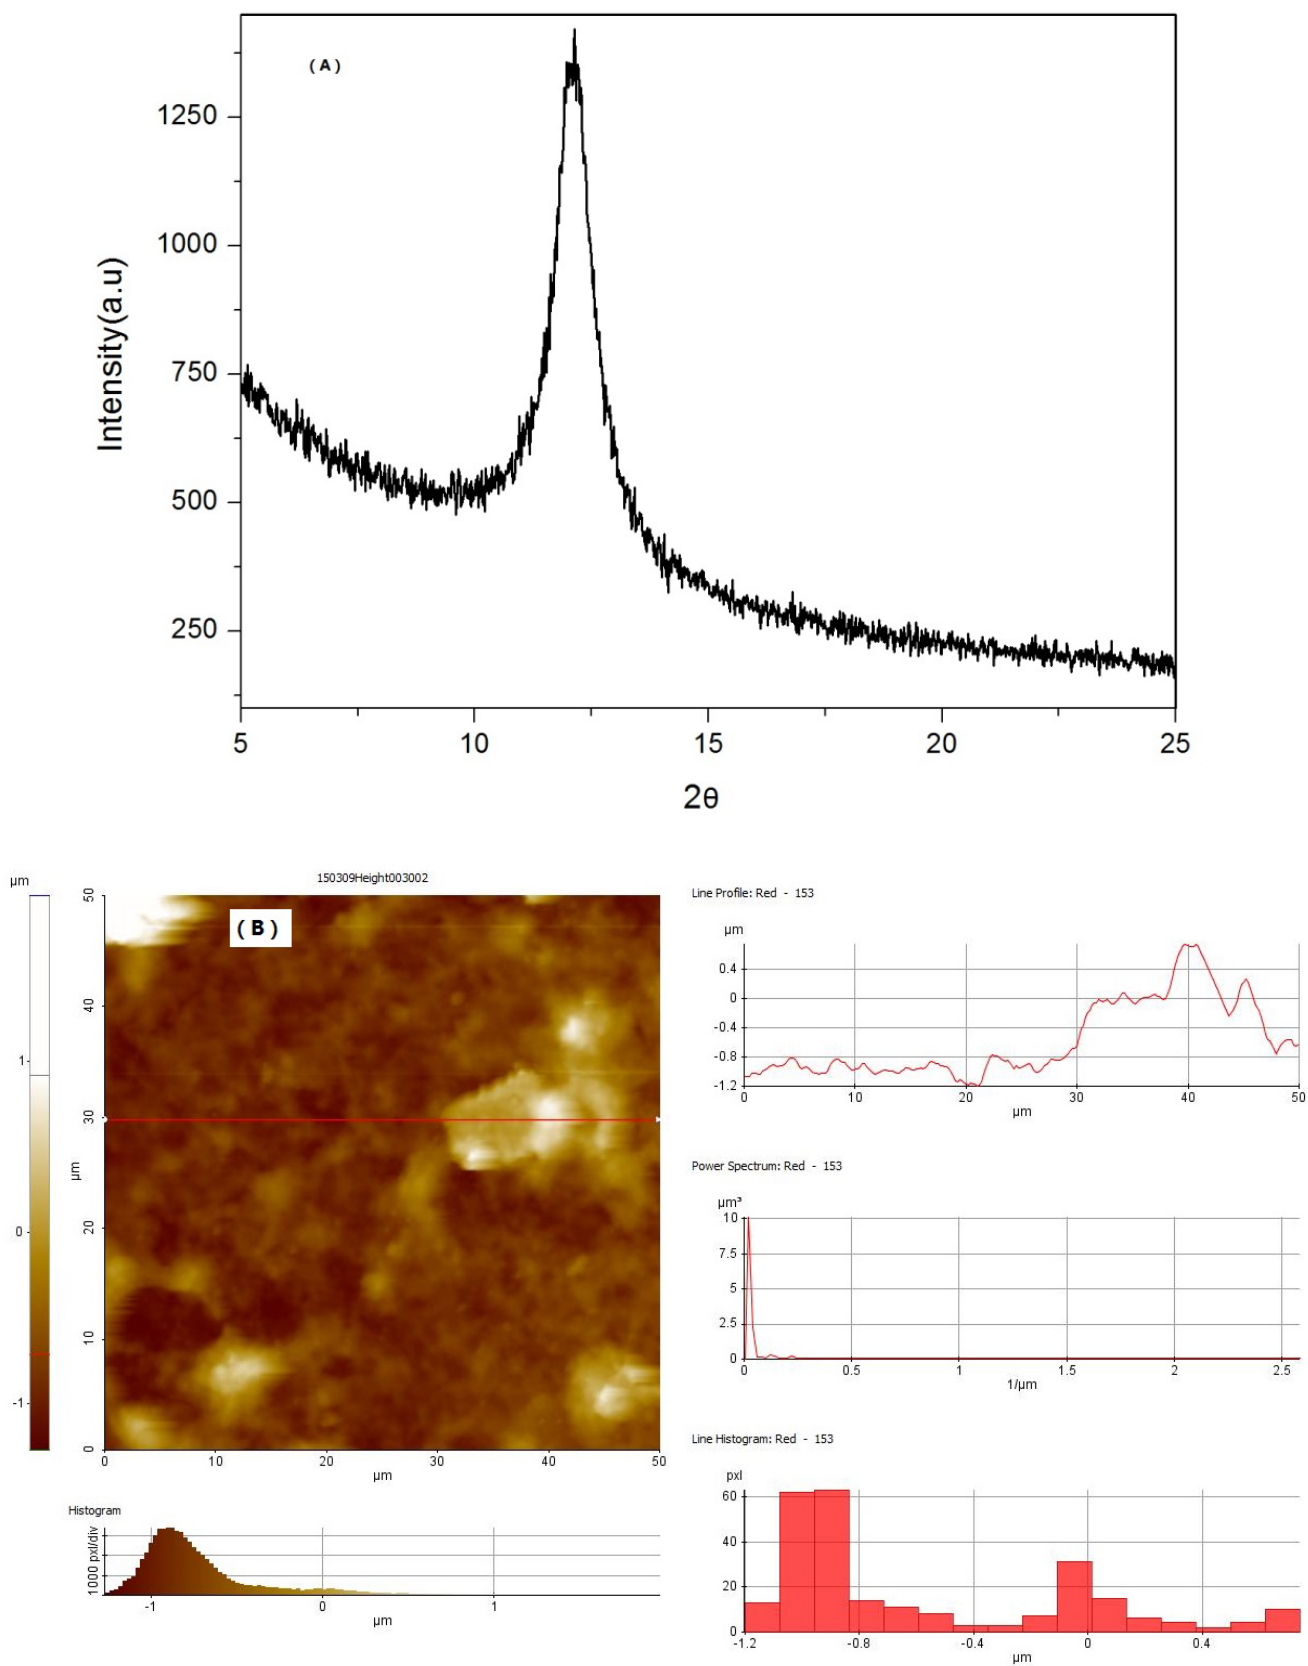 ( A )
1250
1000
750
500
250
Intensity(a.u)
5 10 15 20 25
2θ
µm
1
0
-1
150309Height003002
( B )
50
40
30
20
10
0
µm
0 10 20 30 40 50
µm
Histogram
1000 pxl/div
-1 0 1
µm
Line Profile: Red - 153
µm
0.4
0
-0.4
-0.8
-1.2
0 10 20 30 40 50
µm
Power Spectrum: Red - 153
µm³
10
7.5
5
2.5
0
0 0.5 1 1.5 2 2.5
1/µm
Line Histogram: Red - 153
pxl
60
40
20
0
-1.2 -0.8 -0.4 0 0.4
µm